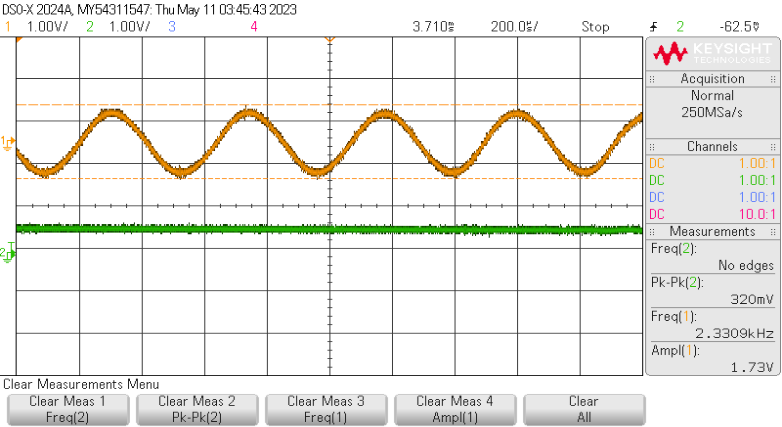 DSO-X 2024A, MY54311547: Thu May 11 03:45:43 2023
1 1.00V/ 2 1.00V/ 3 4 3.710s 200.0s/ Stop 2 -62.5
KEYSIGHT
TECHNOLOGIES
Acquisition
Normal
250MSa/s
Channels
DC 1.00:1
DC 1.00:1
DC 1.00:1
DC 10.0:1
Measurements
Freq(2):
No edges
Pk-Pk(2):
320mV
Freq(1):
2.3309kHz
Ampl(1):
1.73V
1
2
Clear Measurements Menu
Clear Meas 1
Freq(2)
Clear Meas 2
Pk-Pk(2)
Clear Meas 3
Freq(1)
Clear Meas 4
Ampl(1)
Clear
All